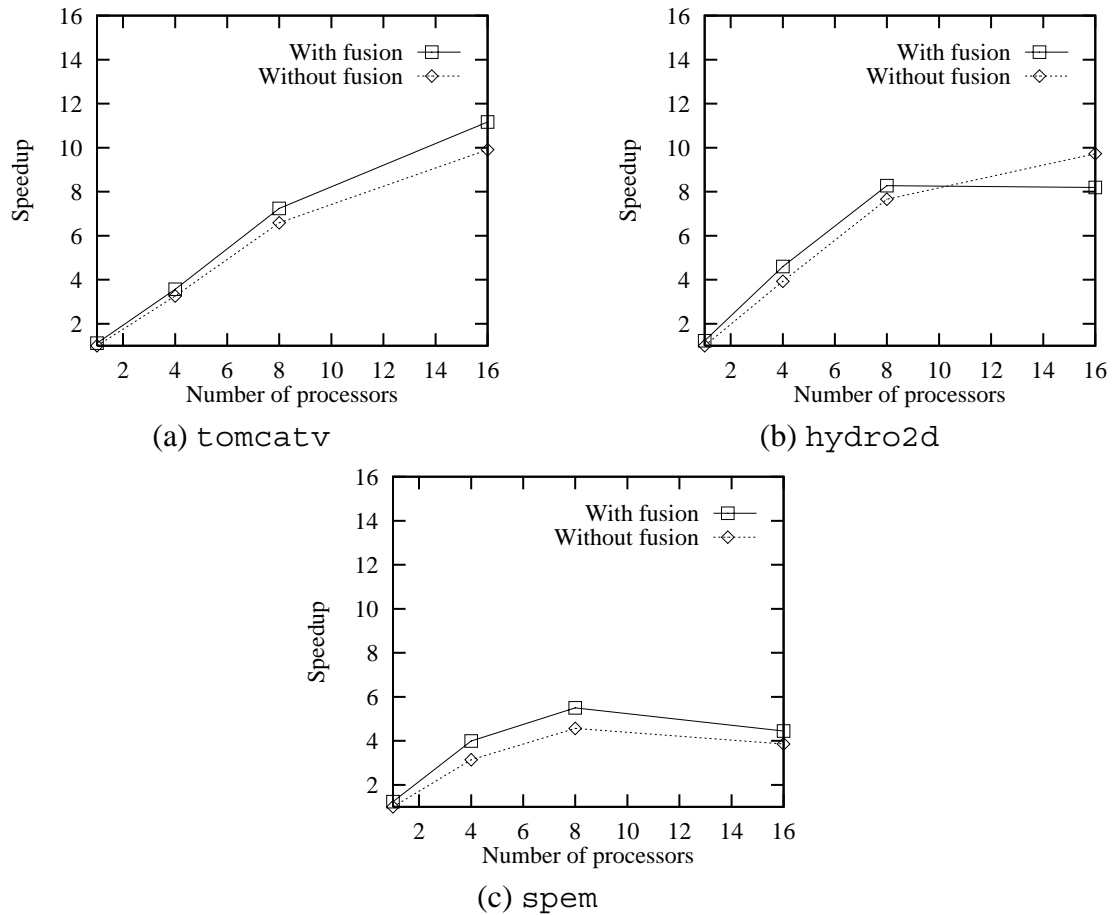 16
14
12
10
8
6
4
2
Speedup
With fusion
Without fusion
2 4 6 8 10 12 14 16
Number of processors
(a) tomcatv
16
14
12
10
8
6
4
2
Speedup
With fusion
Without fusion
2 4 6 8 10 12 14 16
Number of processors
(b) hydro2d
16
14
12
10
8
6
4
2
Speedup
With fusion
Without fusion
2 4 6 8 10 12 14 16
Number of processors
(c) spem